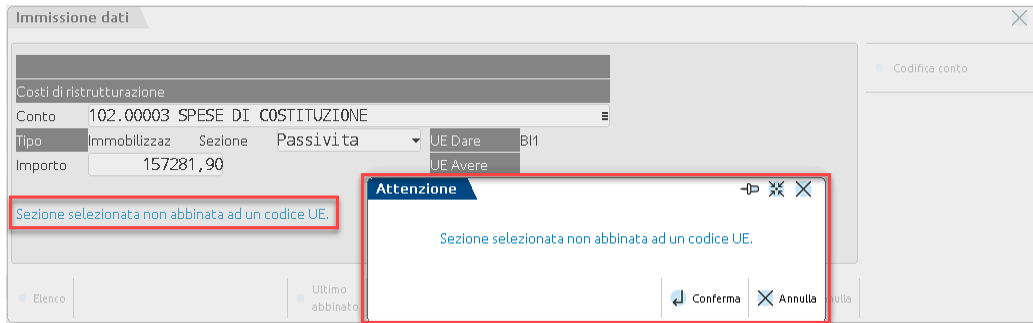 Immissione dati
Codifica conto
Costi di ristrutturazione
Conto 102.00003 SPESE DI COSTITUZIONE
Tipo Immobilizzaz Sezione Passivita UE Dare BI1
Importo 157281,90 UE Avere
Attenzione
Sezione selezionata non abbinata ad un codice UE.
Sezione selezionata non abbinata ad un codice UE.
Elenco
Ultimo
abbinato
Conferma Annulla
nulla